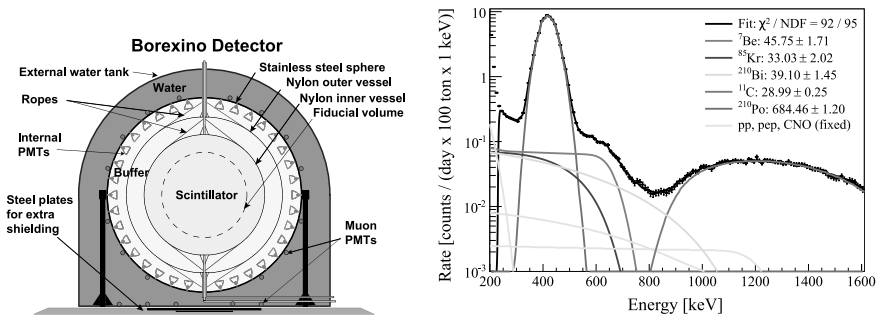 Borexino Detector
External water tank
Stainless steel sphere
Nylon outer vessel
Nylon inner vessel
Fiducial volume
Water
Ropes
Internal
PMTs
Buffer
Scintillator
Steel plates
for extra
shielding
Muon
PMTs
Rate [counts / (day x 100 ton x 1 keV)]
10
1
10⁻¹
10⁻²
10⁻³
Fit: χ² / NDF = 92 / 95
⁷Be: 45.75 ± 1.71
⁸⁵Kr: 33.03 ± 2.02
²¹⁰Bi: 39.10 ± 1.45
¹¹C: 28.99 ± 0.25
²¹⁰Po: 684.46 ± 1.20
pp, pep, CNO (fixed)
200 400 600 800 1000 1200 1400 1600
Energy [keV]